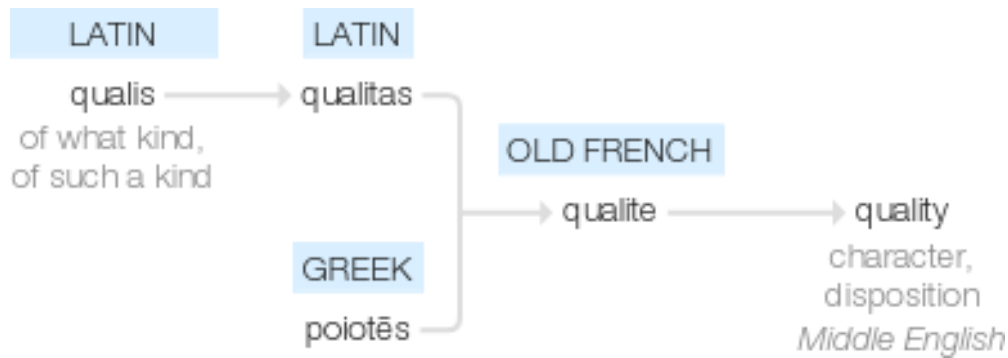 LATIN
LATIN
qualis
qualitas
of what kind,
of such a kind
OLD FRENCH
qualite
quality
GREEK
character,
disposition
poiotēs
Middle English